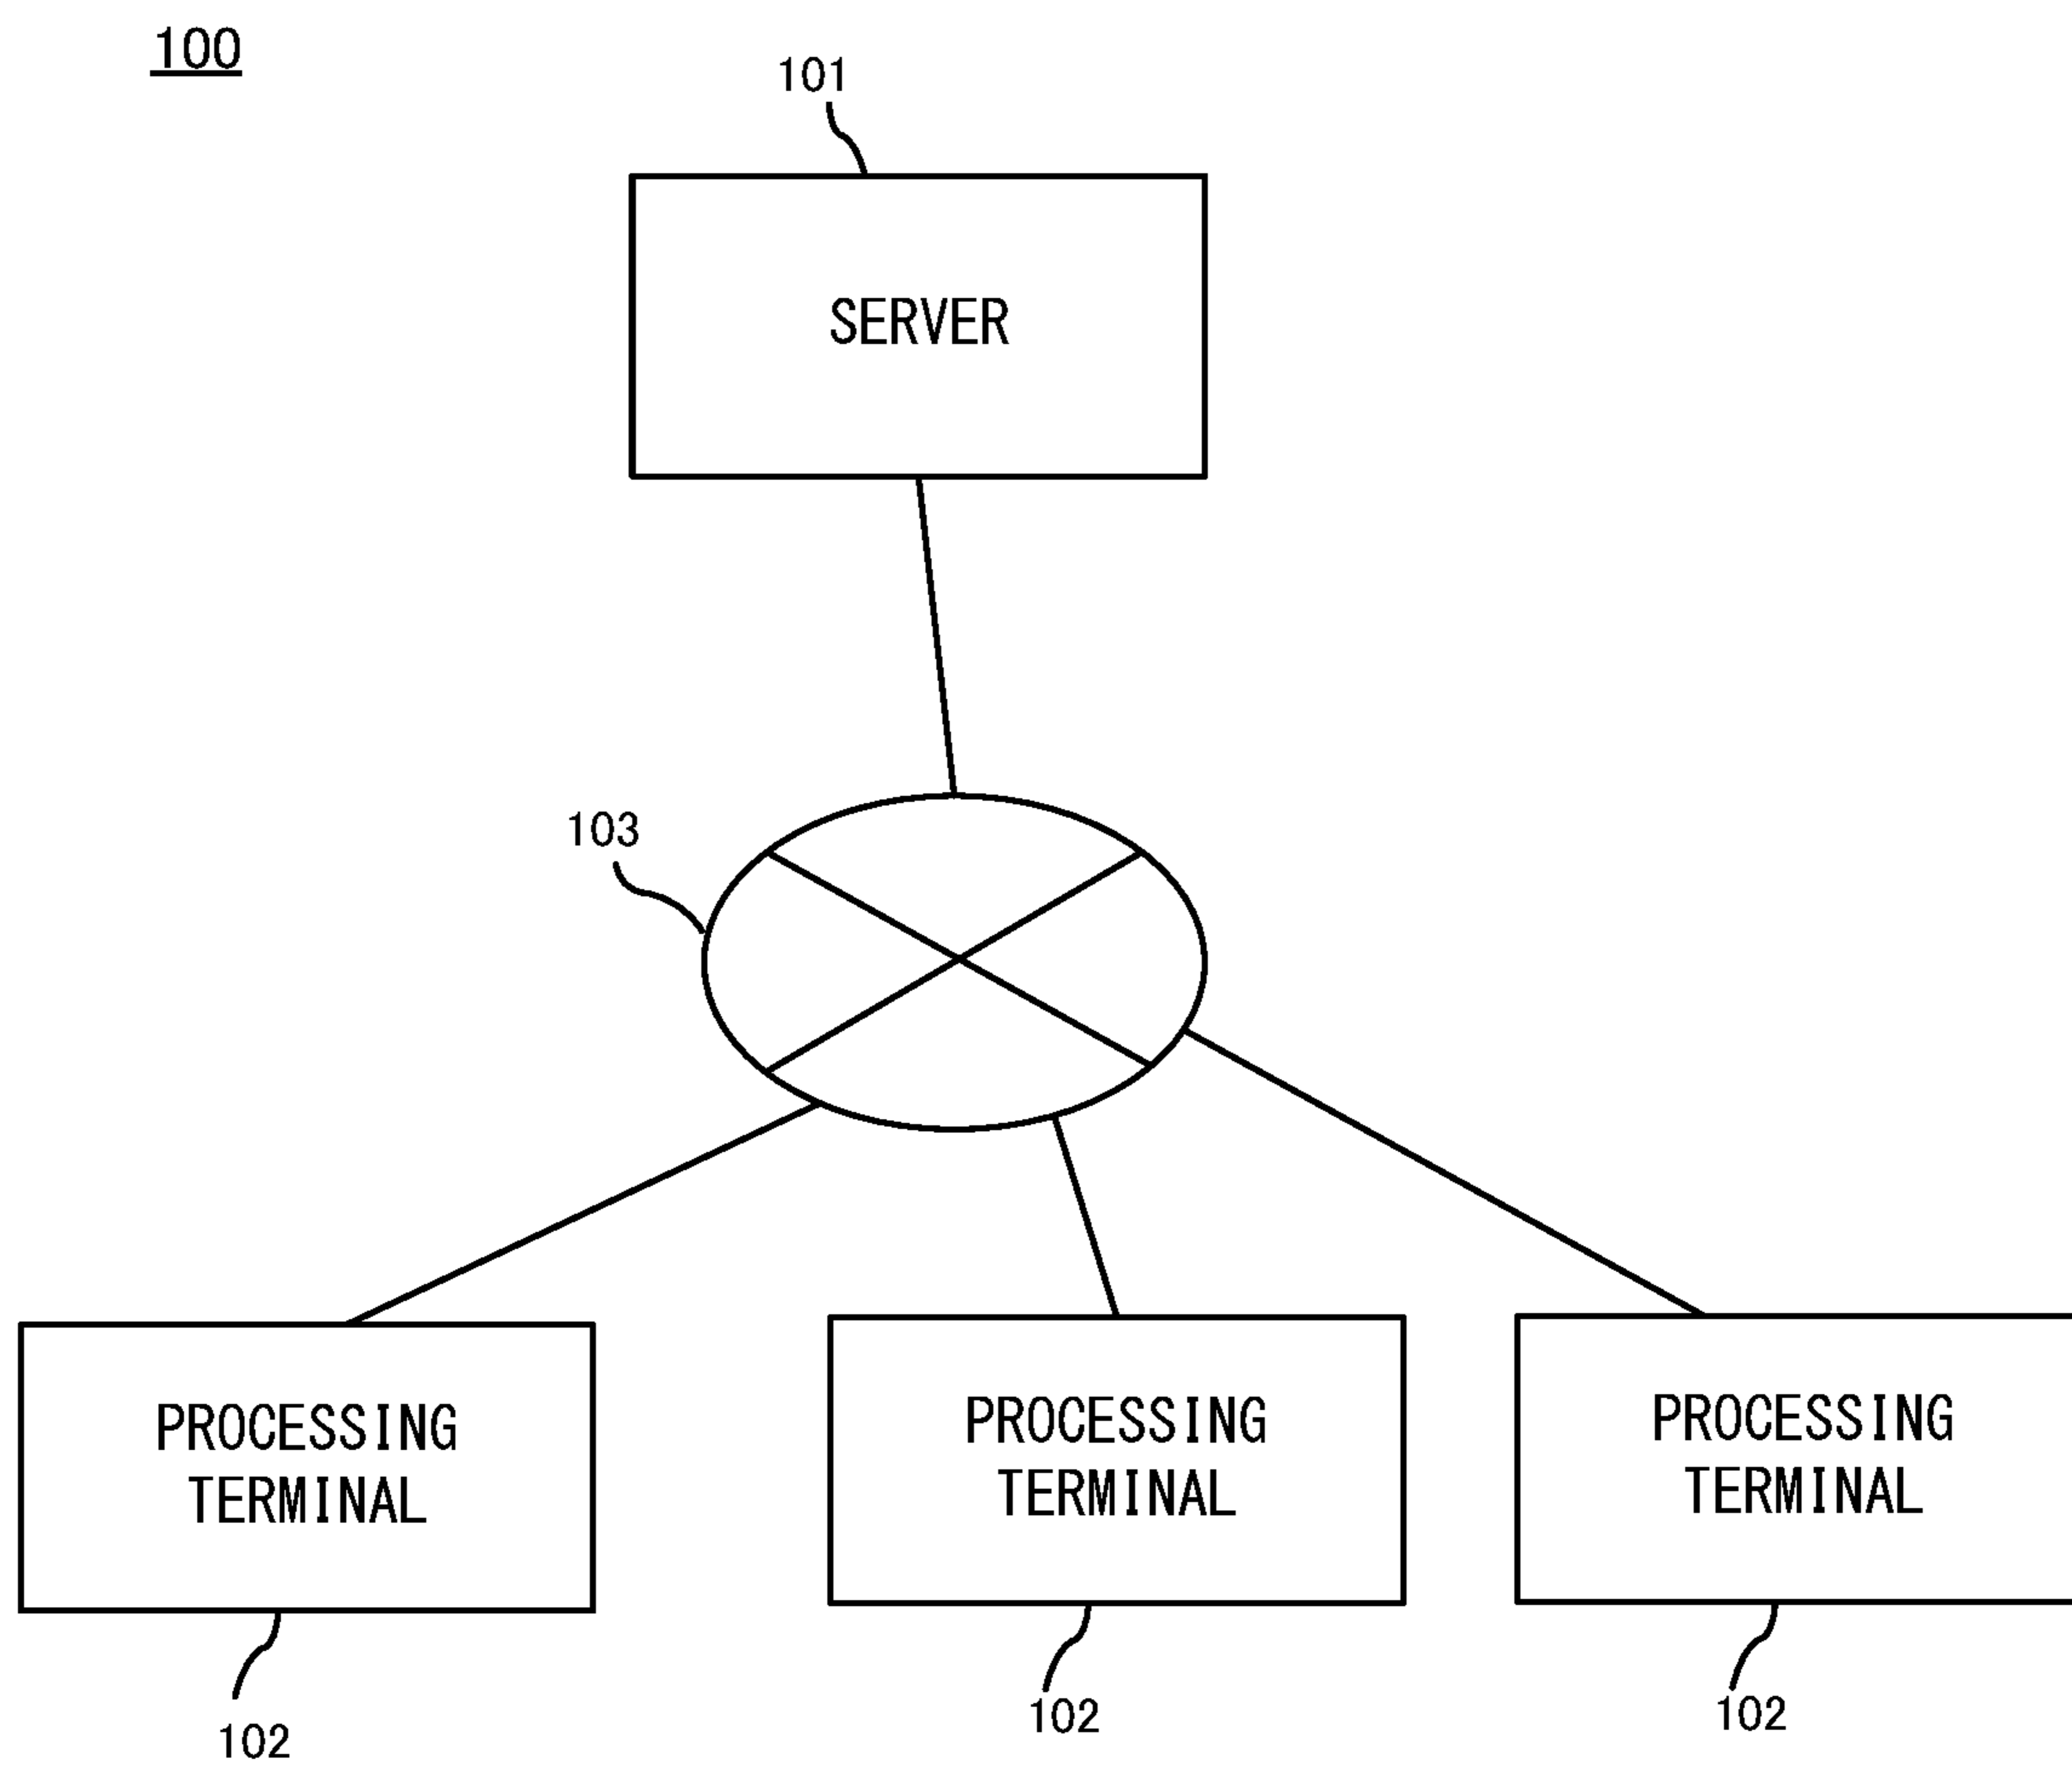 100
101
SERVER
103
PROCESSING
TERMINAL
PROCESSING
TERMINAL
PROCESSING
TERMINAL
102
102
102